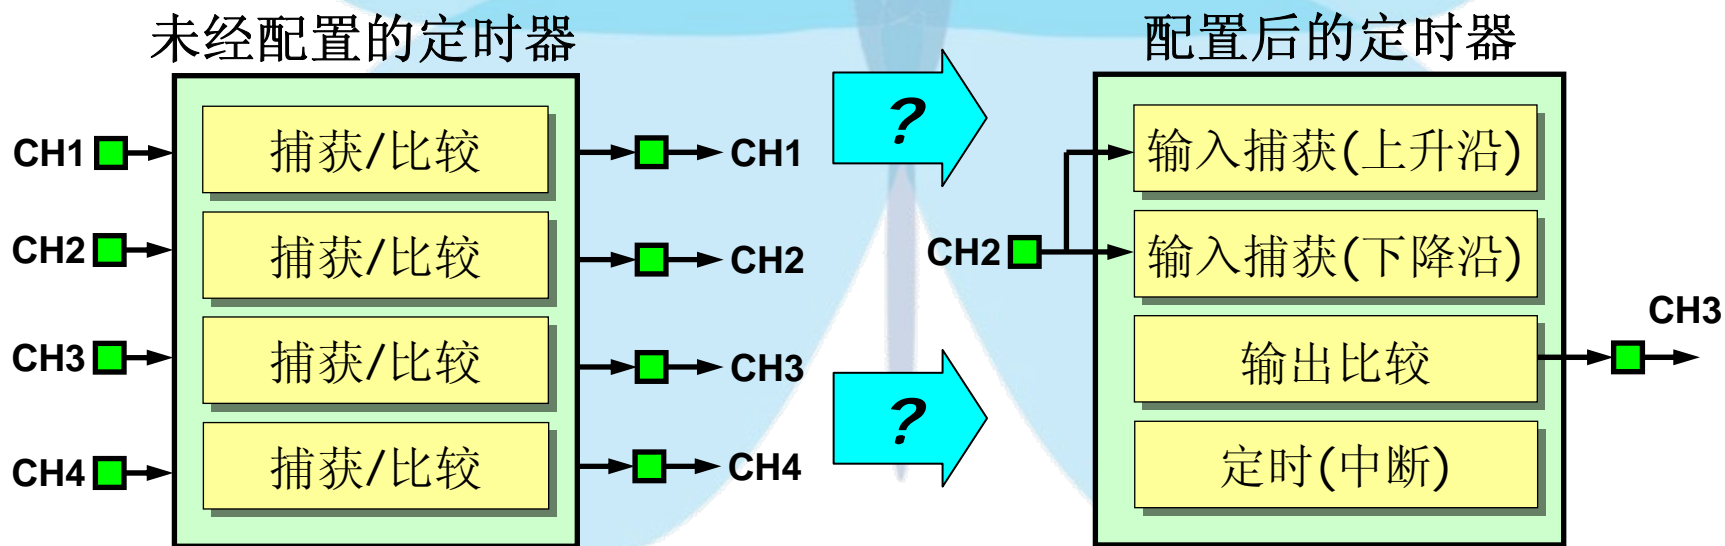 未经配置的定时器
CH1 捕获/比较 CH1
CH2 捕获/比较 CH2
CH3 捕获/比较 CH3
CH4 捕获/比较 CH4
?
?
配置后的定时器
输入捕获(上升沿)
CH2 输入捕获(下降沿)
输出比较 CH3
定时(中断)